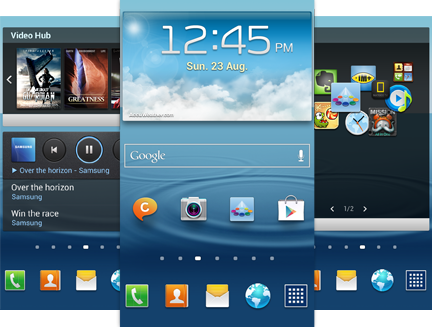 Video Hub
GREATNESS
SAMSUNG
Over the horizon - Samsung
Over the horizon
Samsung
Win the race
Samsung
12:45 PM
Sun. 23 Aug.
Google
C
1/2